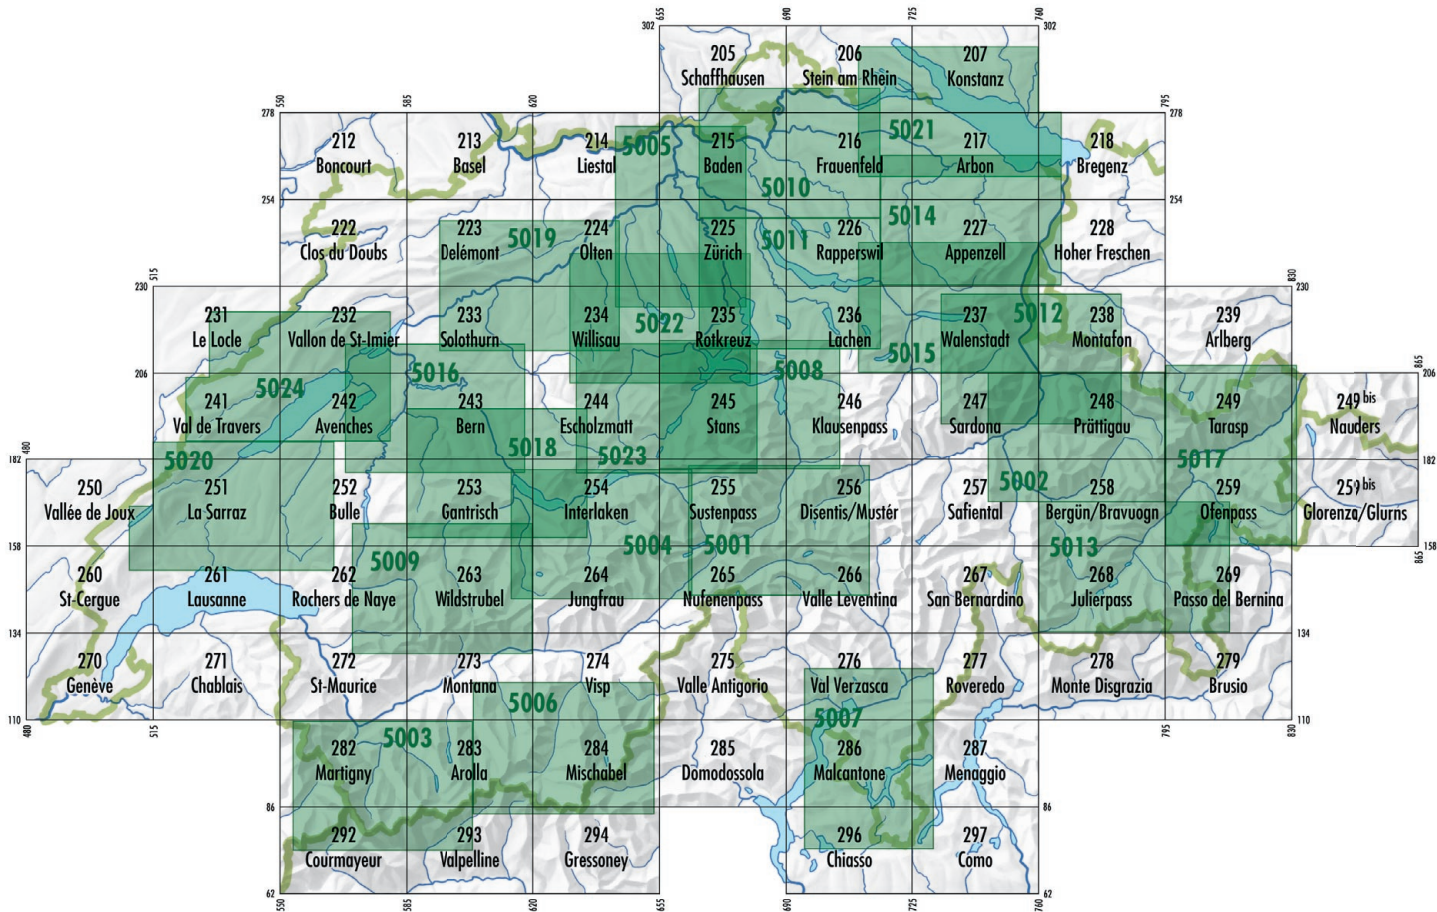 655 690 725 760
302 302
205 206 207
Schaffhausen Stein am Rhein Konstanz
550 585 620 795
278 278
5021
5005
212 213 214 215 216 217 218
Boncourt Basel Liestal Baden Frauenfeld Arbon Bregenz
5010
254 254
5014
222 223 224 225 226 227 228
5019 5011
Clos du Doubs Delémont Olten Zürich Rapperswil Appenzell Hoher Freschen
515 830
230 230
231 232 233 234 235 236 237 238 239
5022 5012
Le Locle Vallon de St-Imier Solothurn Willisau Rotkreuz Lachen Walenstadt Montafon Arlberg
5015
865
206 5016 5008 206
5024
241 242 243 244 245 246 247 248 249 249 bis
Val de Travers Avenches Bern Escholzmatt Stans Klausenpass Sardona Prättigau Tarasp Nauders
480
5018 5023
182 5020 5017 182
5002
250 251 252 253 254 255 256 257 258 259 259 bis
Vallée de Joux La Sarraz Bulle Gantrisch Interlaken Sustenpass Disentis/Mustér Safiental Bergün/Bravuogn Ofenpass Glorenza/Glurns
158 5004 5001 5013 158
5009
865
260 261 262 263 264 265 266 267 268 269
St-Cergue Lausanne Rochers de Naye Wildstrubel Jungfrau Nufenenpass Valle Leventina San Bernardino Julierpass Passo del Bernina
134 134
270 271 272 273 274 275 276 277 278 279
Genève Chablais St-Maurice Montana Visp Valle Antigorio Val Verzasca Roveredo Monte Disgrazia Brusio
5006
110 5007 110
480 515 795 830
5003
282 283 284 285 286 287
Martigny Arolla Mischabel Domodossola Malcantone Menaggio
86 86
292 293 294 296 297
Courmayeur Valpelline Gressoney Chiasso Como
62 62
550 585 620 655 690 725 760